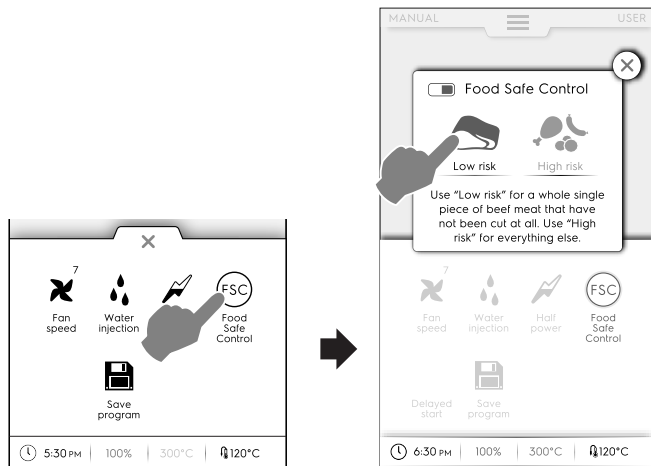 7
Fan
speed
Water
injection
FSC
Food
Safe
Control
Save
program
5:30 PM
100%
300°C
120°C
MANUAL
USER
Food Safe Control
Low risk
High risk
Use “Low risk” for a whole single
piece of beef meat that have
not been cut at all. Use “High
risk” for everything else.
7
Fan
speed
Water
injection
Half
power
FSC
Food
Safe
Control
Delayed
start
Save
program
6:30 PM
100%
300°C
120°C